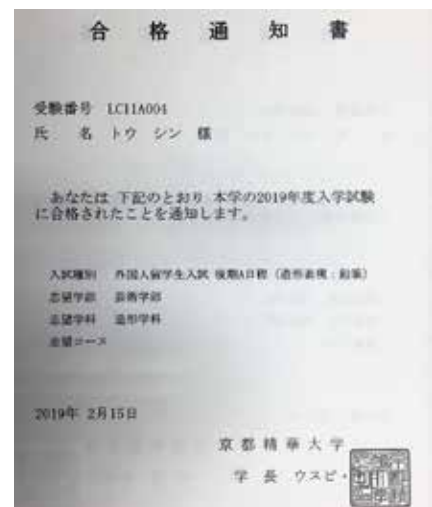 合格通知書
受験番号 LC11A004
氏 名 トウ シン 様
あなたは 下記のとおり 本学の2019年度入学試験
に合格されたことを通知します。
入試種別 外国人留学生入試 後期A日程 (造形表現:鉛筆)
志望学部 芸術学部
志望学科 造形学科
志望コース
2019年 2月15日
京都精華大学
学 長 ウスビ・